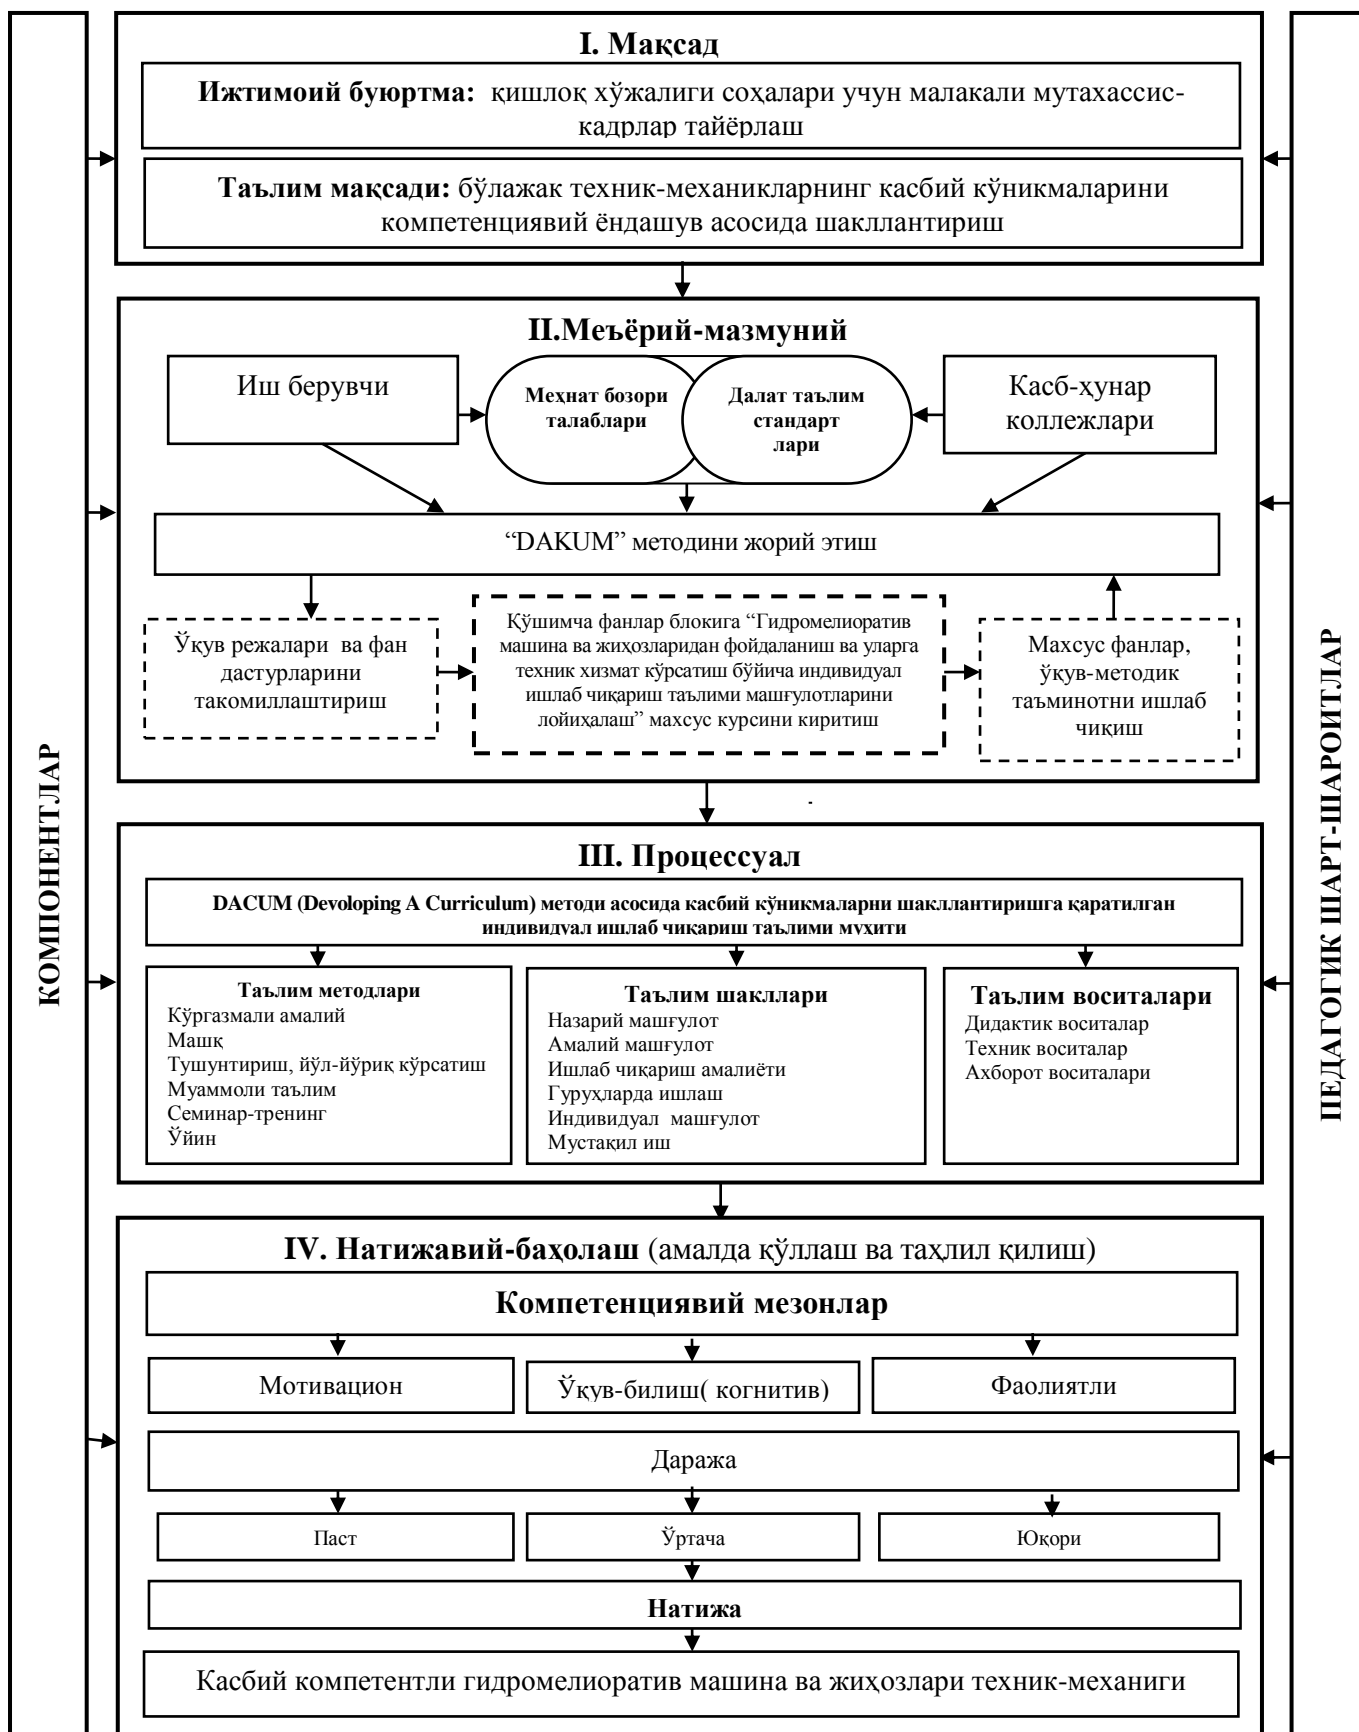 I. Мақсад
Ижтимоий буюртма: қишлоқ хўжалиги соҳалари учун малакали мутахассис-
кадрлар тайёрлаш
Таълим мақсади: бўлажак техник-механикларнинг касбий кўникмаларини
компетенциявий ёндашув асосида шакллантириш
II.Меъёрий-мазмуний
Иш берувчи
Меҳнат бозори
талаблари
Далат таълим
стандарт
лари
Касб-ҳунар
коллежлари
“DAKUM” методини жорий этиш
Ўқув режалари ва фан
дастурларини
такомиллаштириш
Қўшимча фанлар блокига “Гидромелиоратив
машина ва жиҳозларидан фойдаланиш ва уларга
техник хизмат кўрсатиш бўйича индивидуал
ишлаб чиқариш таълими машғулотларини
лойиҳалаш” махсус курсини киритиш
Махсус фанлар,
ўқув-методик
таъминотни ишлаб
чиқиш
III. Процессуал
DACUM (Devoloping A Curriculum) методи асосида касбий кўникмаларни шакллантиришга қаратилган
индивидуал ишлаб чиқариш таълими муҳити
Таълим методлари
Кўргазмали амалий
Машқ
Тушунтириш, йўл-йўриқ кўрсатиш
Муаммоли таълим
Семинар-тренинг
Ўйин
Таълим шакллари
Назарий машғулот
Амалий машғулот
Ишлаб чиқариш амалиёти
Гуруҳларда ишлаш
Индивидуал машғулот
Мустақил иш
Таълим воситалари
Дидактик воситалар
Техник воситалар
Ахборот воситалари
IV. Натижавий-баҳолаш (амалда қўллаш ва таҳлил қилиш)
Компетенциявий мезонлар
Мотивацион
Ўқув-билиш( когнитив)
Фаолиятли
Даража
Паст
Ўртача
Юқори
Натижа
Касбий компетентли гидромелиоратив машина ва жиҳозлари техник-механиги
КОМПОНЕНТЛАР
ПЕДАГОГИК ШАРТ-ШАРОИТЛАР